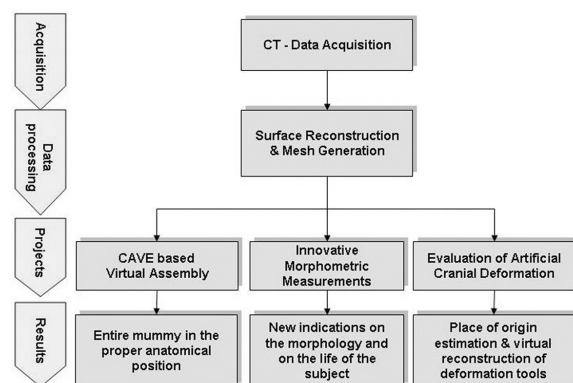 Acquisition
CT - Data Acquisition
Data
processing
Surface Reconstruction
& Mesh Generation
Projects
CAVE based
Virtual Assembly
Innovative
Morphometric
Measurements
Evaluation of Artificial
Cranial Deformation
Results
Entire mummy in the
proper anatomical
position
New indications on
the morphology and
on the life of the
subject
Place of origin
estimation & virtual
reconstruction of
deformation tools